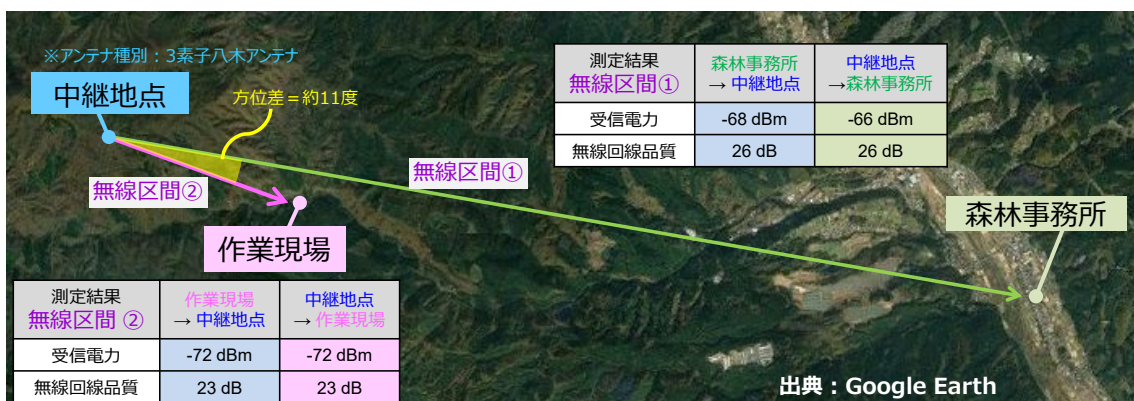 ※アンテナ種別：3素子八木アンテナ
中継地点
方位差＝約11度
無線区間①
無線区間②
作業現場
森林事務所
測定結果
無線区間①
森林事務所
→ 中継地点
中継地点
→森林事務所
受信電力
-68 dBm
-66 dBm
無線回線品質
26 dB
26 dB
測定結果
無線区間 ②
作業現場
→ 中継地点
中継地点
→ 作業現場
受信電力
-72 dBm
-72 dBm
無線回線品質
23 dB
23 dB
出典：Google Earth